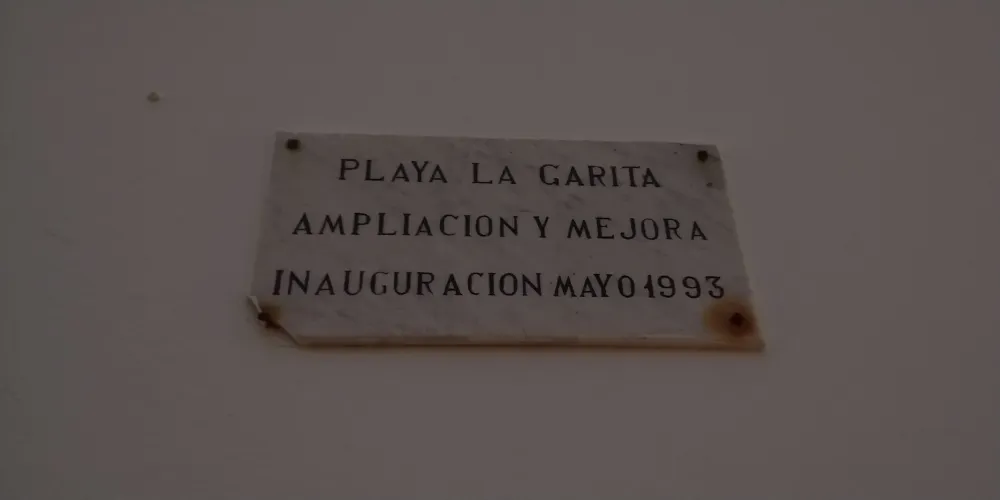 PLAYA LA GARITA
AMPLIACION Y MEJORA
INAUGURACION MAYO 1993